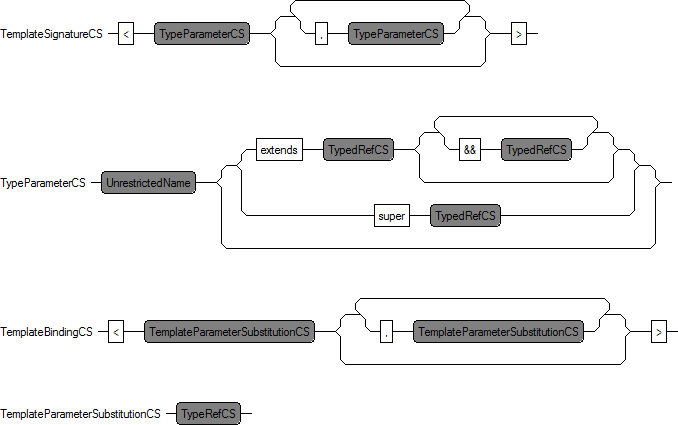 TemplateSignatureCS < TypeParameterCS , TypeParameterCS >
extends TypedRefCS && TypedRefCS
TypeParameterCS UnrestrictedName
super TypedRefCS
TemplateBindingCS < TemplateParameterSubstitutionCS , TemplateParameterSubstitutionCS >
TemplateParameterSubstitutionCS TypeRefCS